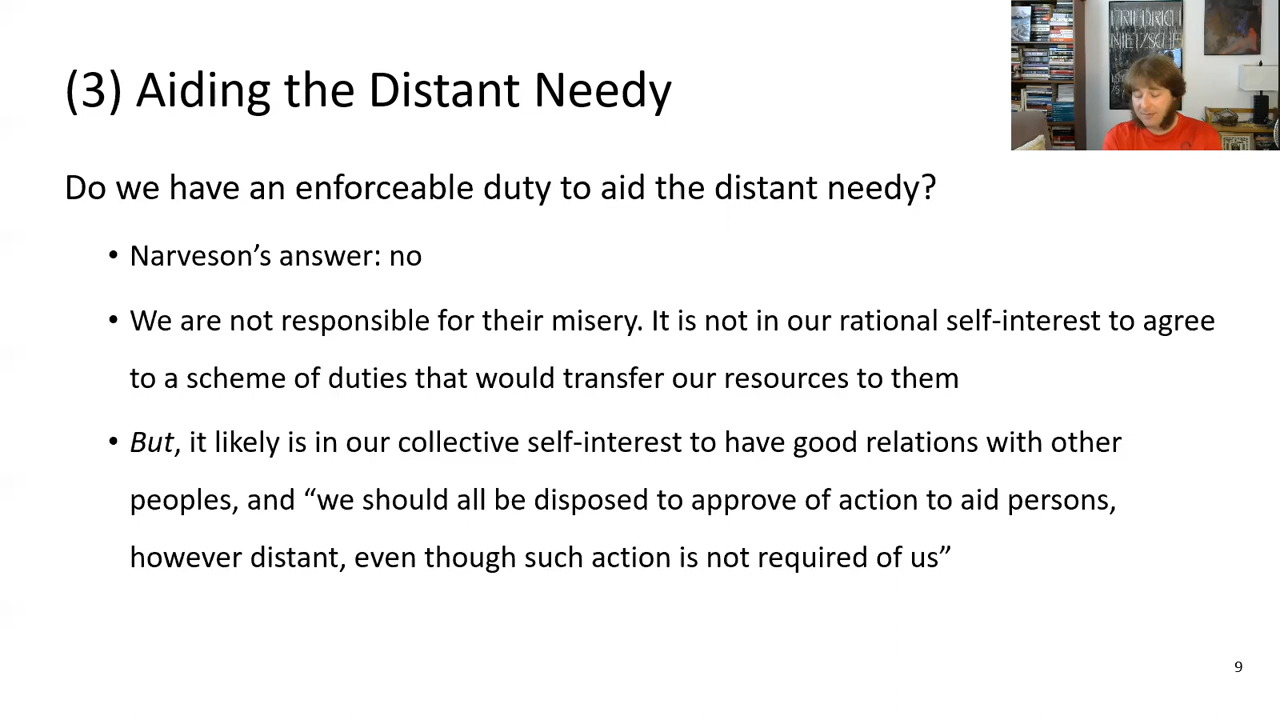 (3) Aiding the Distant Needy
FRIEDRICH
NIETZSCHE
Do we have an enforceable duty to aid the distant needy?
• Narveson’s answer: no
• We are not responsible for their misery. It is not in our rational self-interest to agree
to a scheme of duties that would transfer our resources to them
• But, it likely is in our collective self-interest to have good relations with other
peoples, and “we should all be disposed to approve of action to aid persons,
however distant, even though such action is not required of us”
9